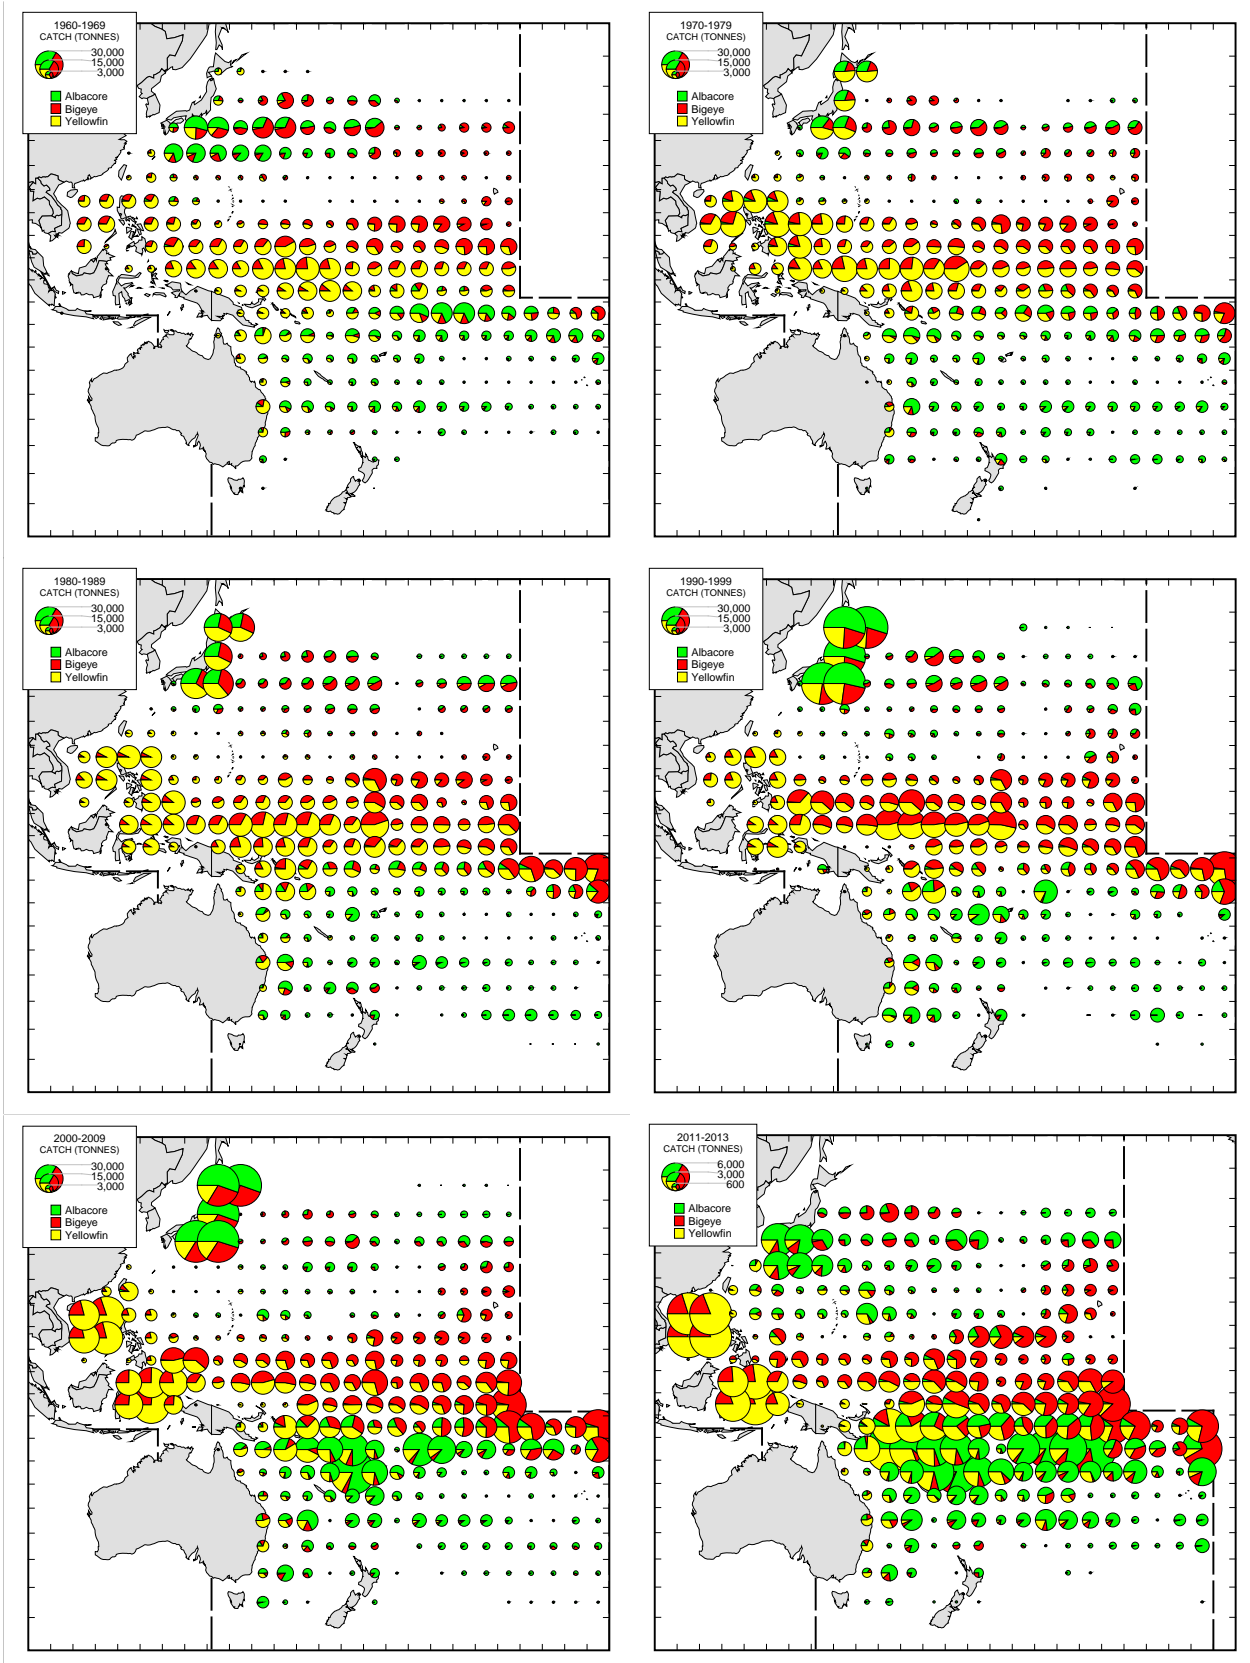 1960-1969
CATCH (TONNES)
30,000
15,000
3,000
Albacore
Bigeye
Yellowfin
1970-1979
CATCH (TONNES)
30,000
15,000
3,000
Albacore
Bigeye
Yellowfin
1980-1989
CATCH (TONNES)
30,000
15,000
3,000
Albacore
Bigeye
Yellowfin
1990-1999
CATCH (TONNES)
30,000
15,000
3,000
Albacore
Bigeye
Yellowfin
2000-2009
CATCH (TONNES)
30,000
15,000
3,000
Albacore
Bigeye
Yellowfin
2011-2013
CATCH (TONNES)
6,000
3,000
600
Albacore
Bigeye
Yellowfin